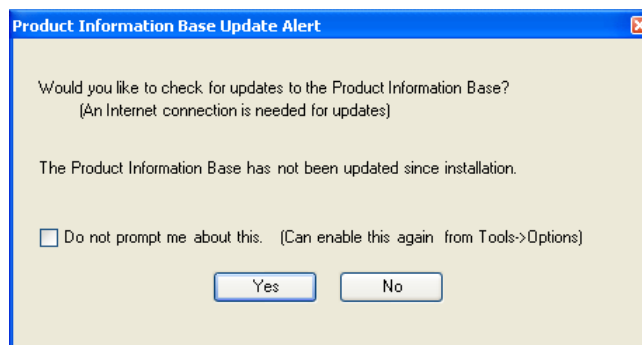 Product Information Base Update Alert
Would you like to check for updates to the Product Information Base?
(An Internet connection is needed for updates)
The Product Information Base has not been updated since installation.
Do not prompt me about this. (Can enable this again from Tools->Options)
Yes No